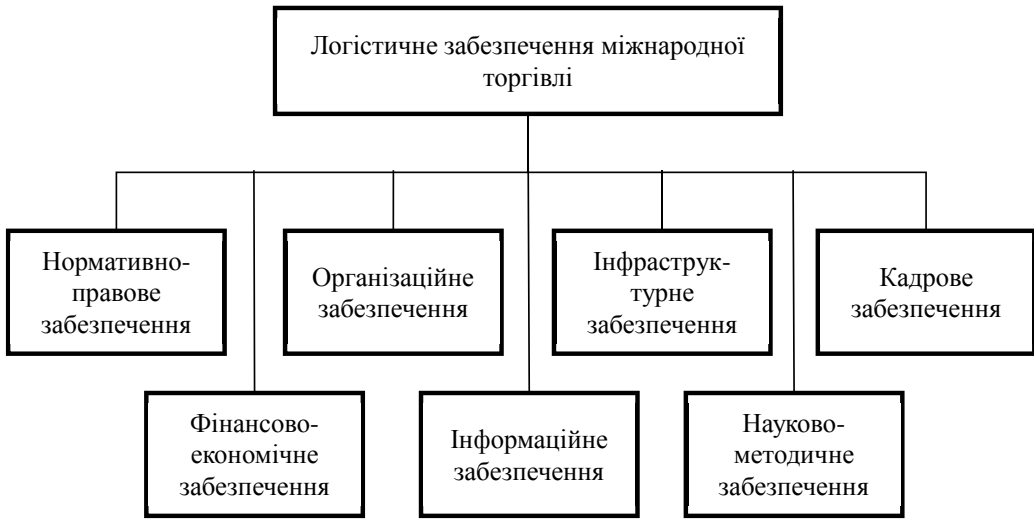 Логістичне забезпечення міжнародної
торгівлі
Нормативно-
правове
забезпечення
Організаційне
забезпечення
Інфраструк-
турне
забезпечення
Кадрове
забезпечення
Фінансово-
економічне
забезпечення
Інформаційне
забезпечення
Науково-
методичне
забезпечення